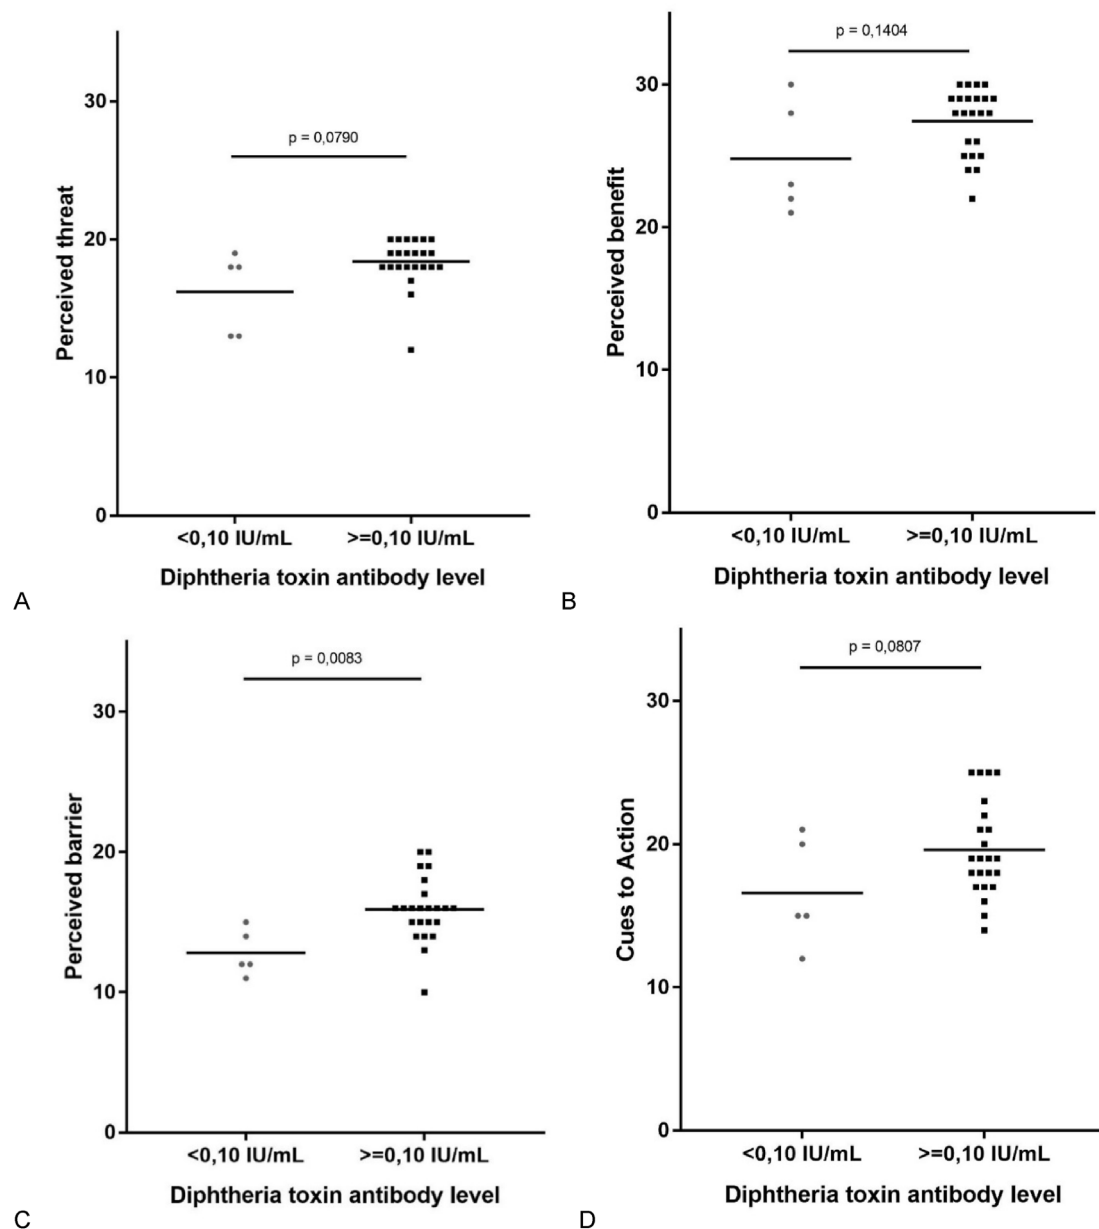 p = 0,0790
30
20
10
0
Perceived threat
<0,10 IU/mL
>=0,10 IU/mL
Diphtheria toxin antibody level
A
p = 0,1404
30
20
10
0
Perceived benefit
<0,10 IU/mL
>=0,10 IU/mL
Diphtheria toxin antibody level
B
p = 0,0083
30
20
10
0
Perceived barrier
<0,10 IU/mL
>=0,10 IU/mL
Diphtheria toxin antibody level
C
p = 0,0807
30
20
10
0
Cues to Action
<0,10 IU/mL
>=0,10 IU/mL
Diphtheria toxin antibody level
D